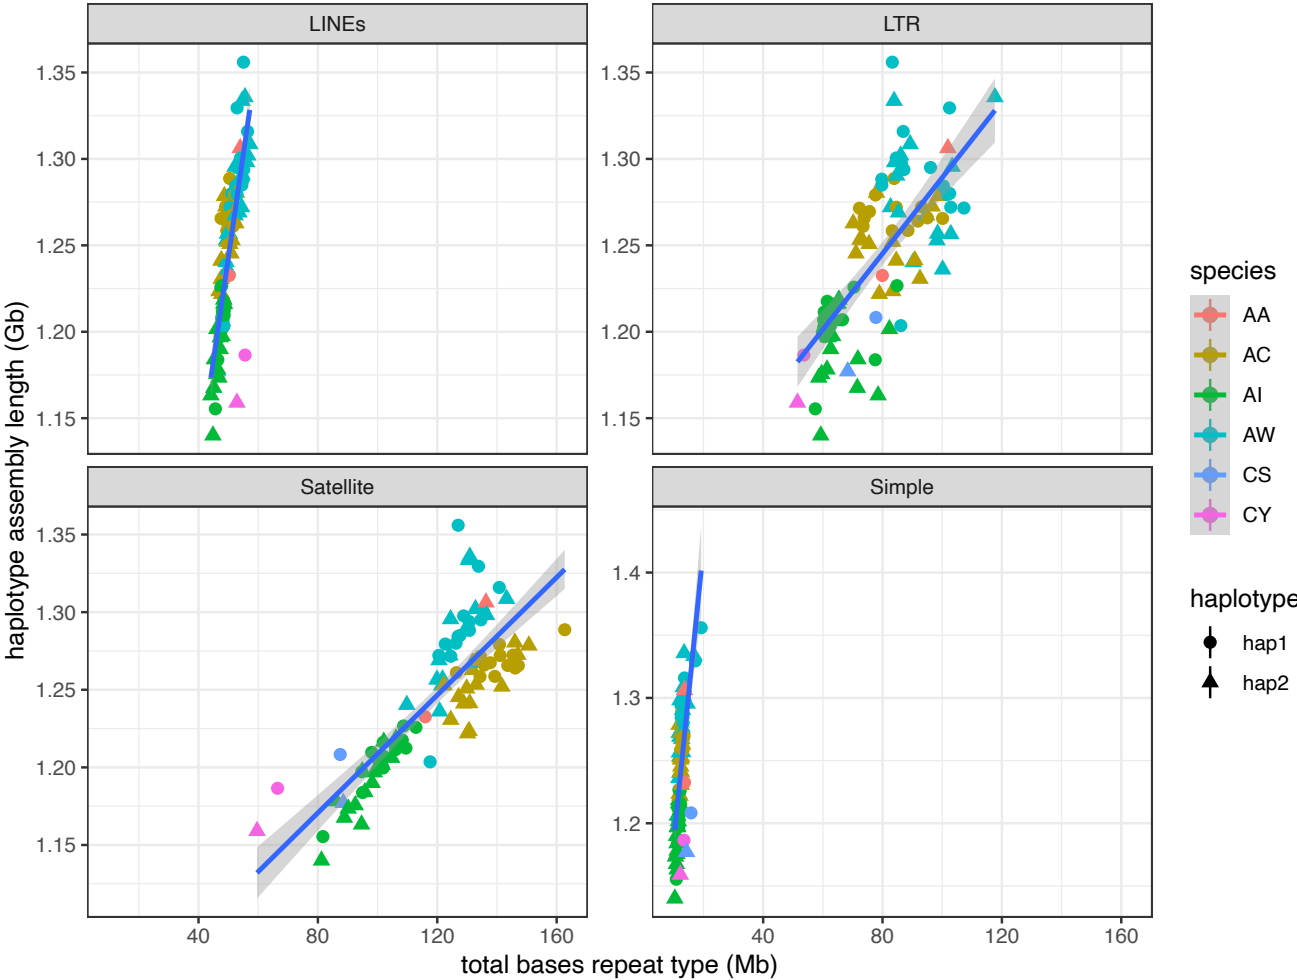 LINEs
LTR
1.35
1.30
1.25
1.20
1.15
1.35
1.30
1.25
1.20
1.15
Satellite
Simple
1.35
1.30
1.25
1.20
1.15
1.4
1.3
1.2
40 80 120 160
40 80 120 160
total bases repeat type (Mb)
haplotype assembly length (Gb)
species
AA
AC
AI
AW
CS
CY
haplotype
hap1
hap2